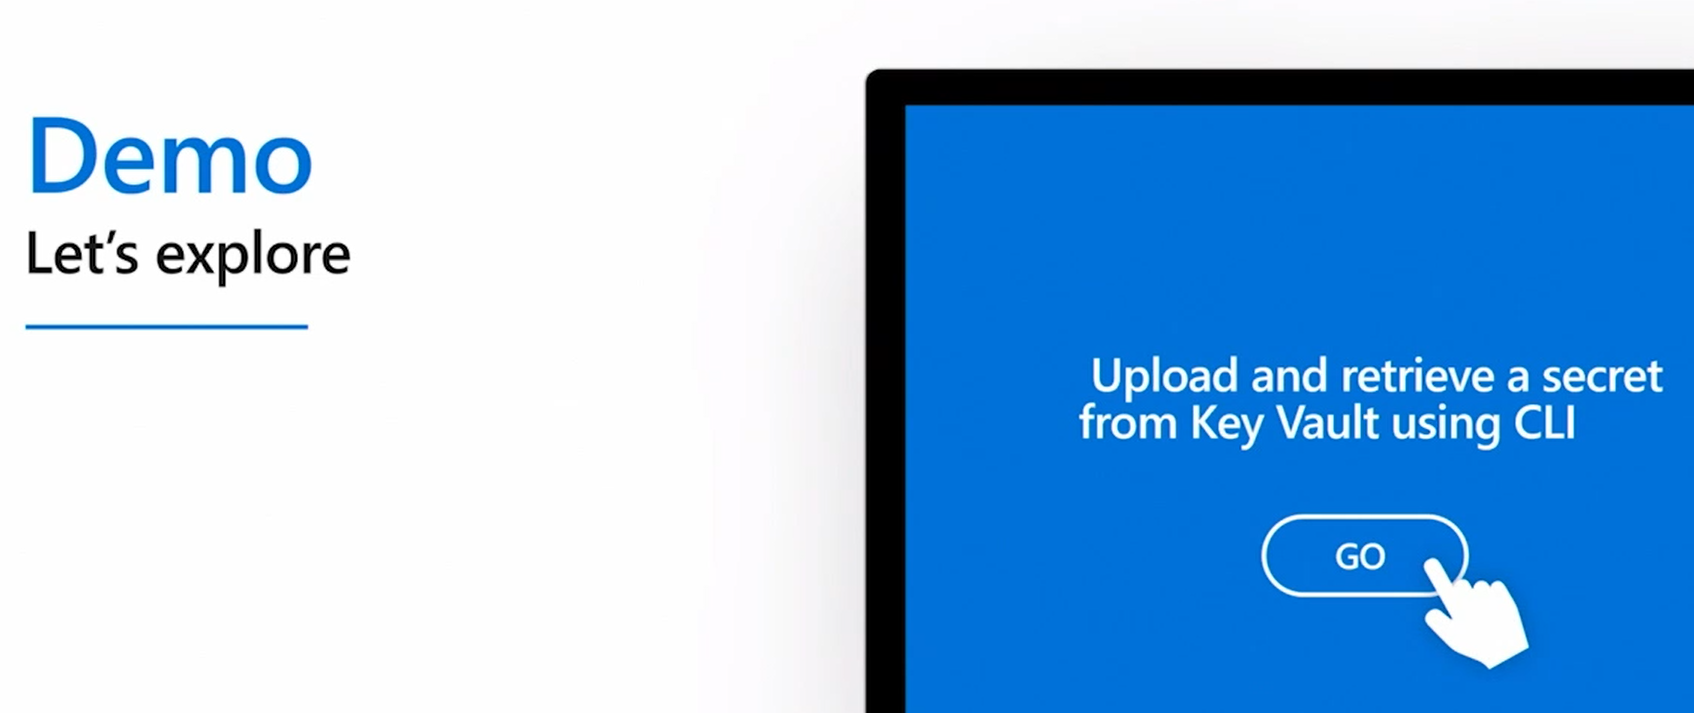 Demo
Let’s explore
Upload and retrieve a secret
from Key Vault using CLI
GO